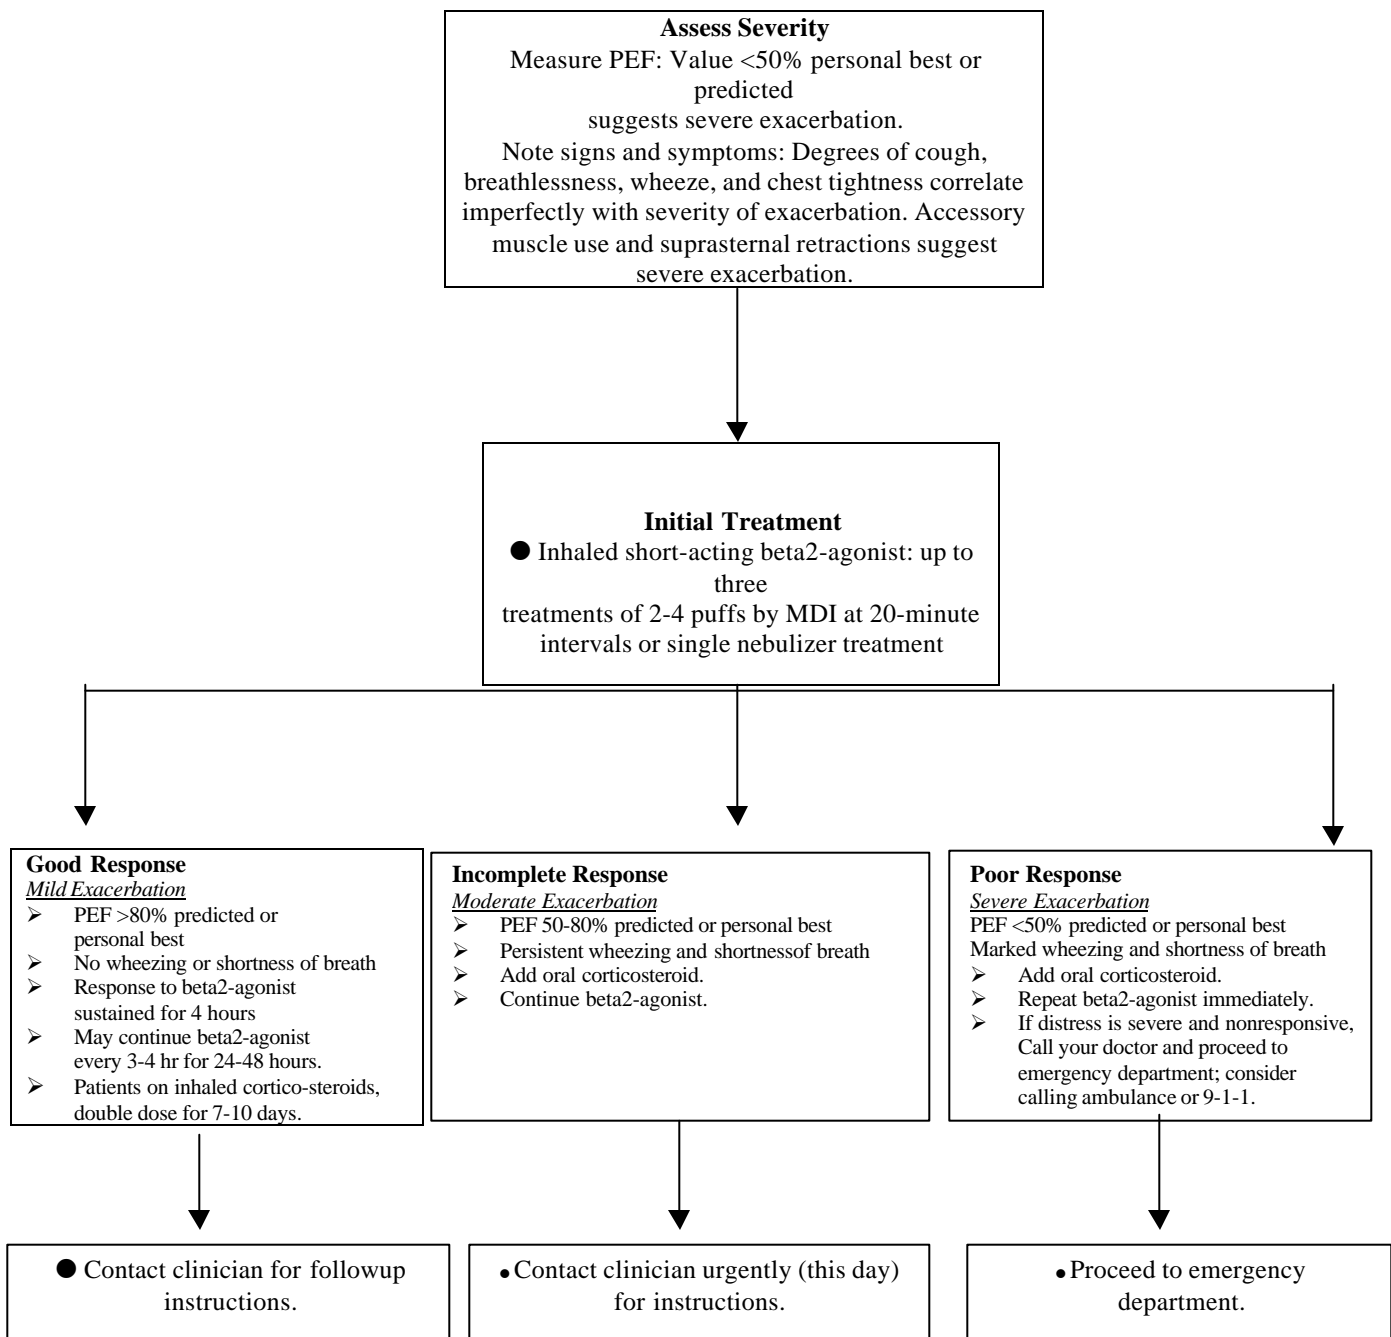 Assess Severity
Measure PEF: Value <50% personal best or
predicted
suggests severe exacerbation.
Note signs and symptoms: Degrees of cough,
breathlessness, wheeze, and chest tightness correlate
imperfectly with severity of exacerbation. Accessory
muscle use and suprasternal retractions suggest
severe exacerbation.
Initial Treatment
● Inhaled short-acting beta2-agonist: up to
three
treatments of 2-4 puffs by MDI at 20-minute
intervals or single nebulizer treatment
Good Response
Mild Exacerbation
➢ PEF >80% predicted or
personal best
➢ No wheezing or shortness of breath
➢ Response to beta2-agonist
sustained for 4 hours
➢ May continue beta2-agonist
every 3-4 hr for 24-48 hours.
➢ Patients on inhaled cortico-steroids,
double dose for 7-10 days.
Incomplete Response
Moderate Exacerbation
➢ PEF 50-80% predicted or personal best
➢ Persistent wheezing and shortnessof breath
➢ Add oral corticosteroid.
➢ Continue beta2-agonist.
Poor Response
Severe Exacerbation
PEF <50% predicted or personal best
Marked wheezing and shortness of breath
➢ Add oral corticosteroid.
➢ Repeat beta2-agonist immediately.
➢ If distress is severe and nonresponsive,
Call your doctor and proceed to
emergency department; consider
calling ambulance or 9-1-1.
● Contact clinician for followup
instructions.
● Contact clinician urgently (this day)
for instructions.
● Proceed to emergency
department.